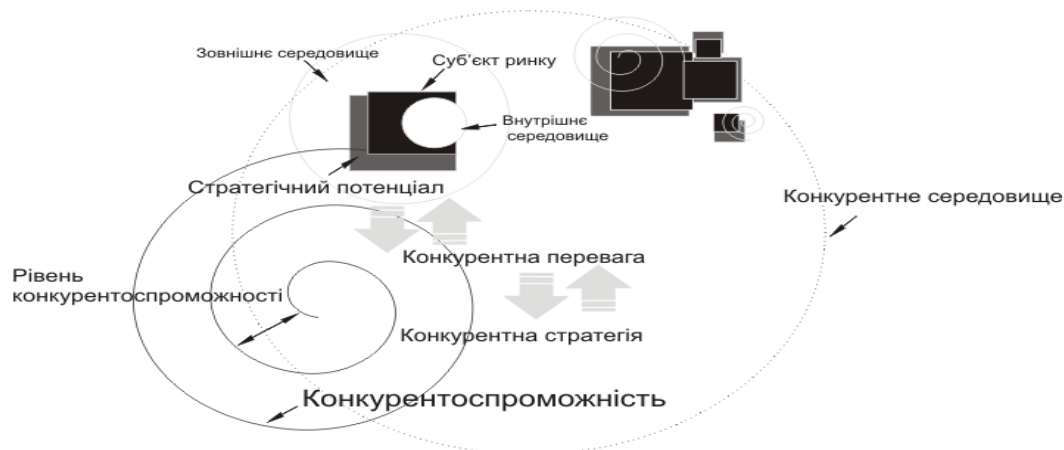 Зовнішнє середовище
Суб'єкт ринку
Внутрішнє
середовище
Стратегічний потенціал
Конкурентне середовище
Конкурентна перевага
Рівень
конкурентоспроможності
Конкурентна стратегія
Конкурентоспроможність